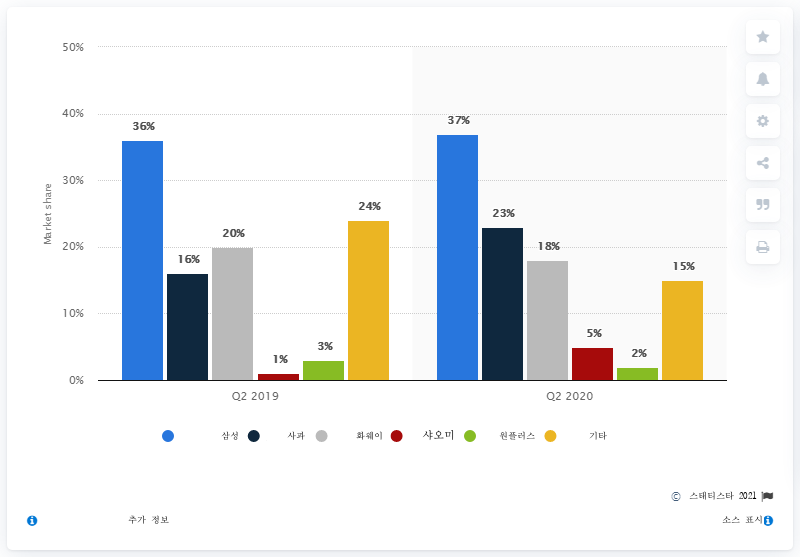 50%
40%
30%
20%
10%
0%
Market share
36%
16%
20%
1%
3%
24%
37%
23%
18%
5%
2%
15%
Q2 2019
Q2 2020
삼성 사과 화웨이 샤오미 원플러스 기타
© 스태티스타 2021
추가 정보
소스 표시